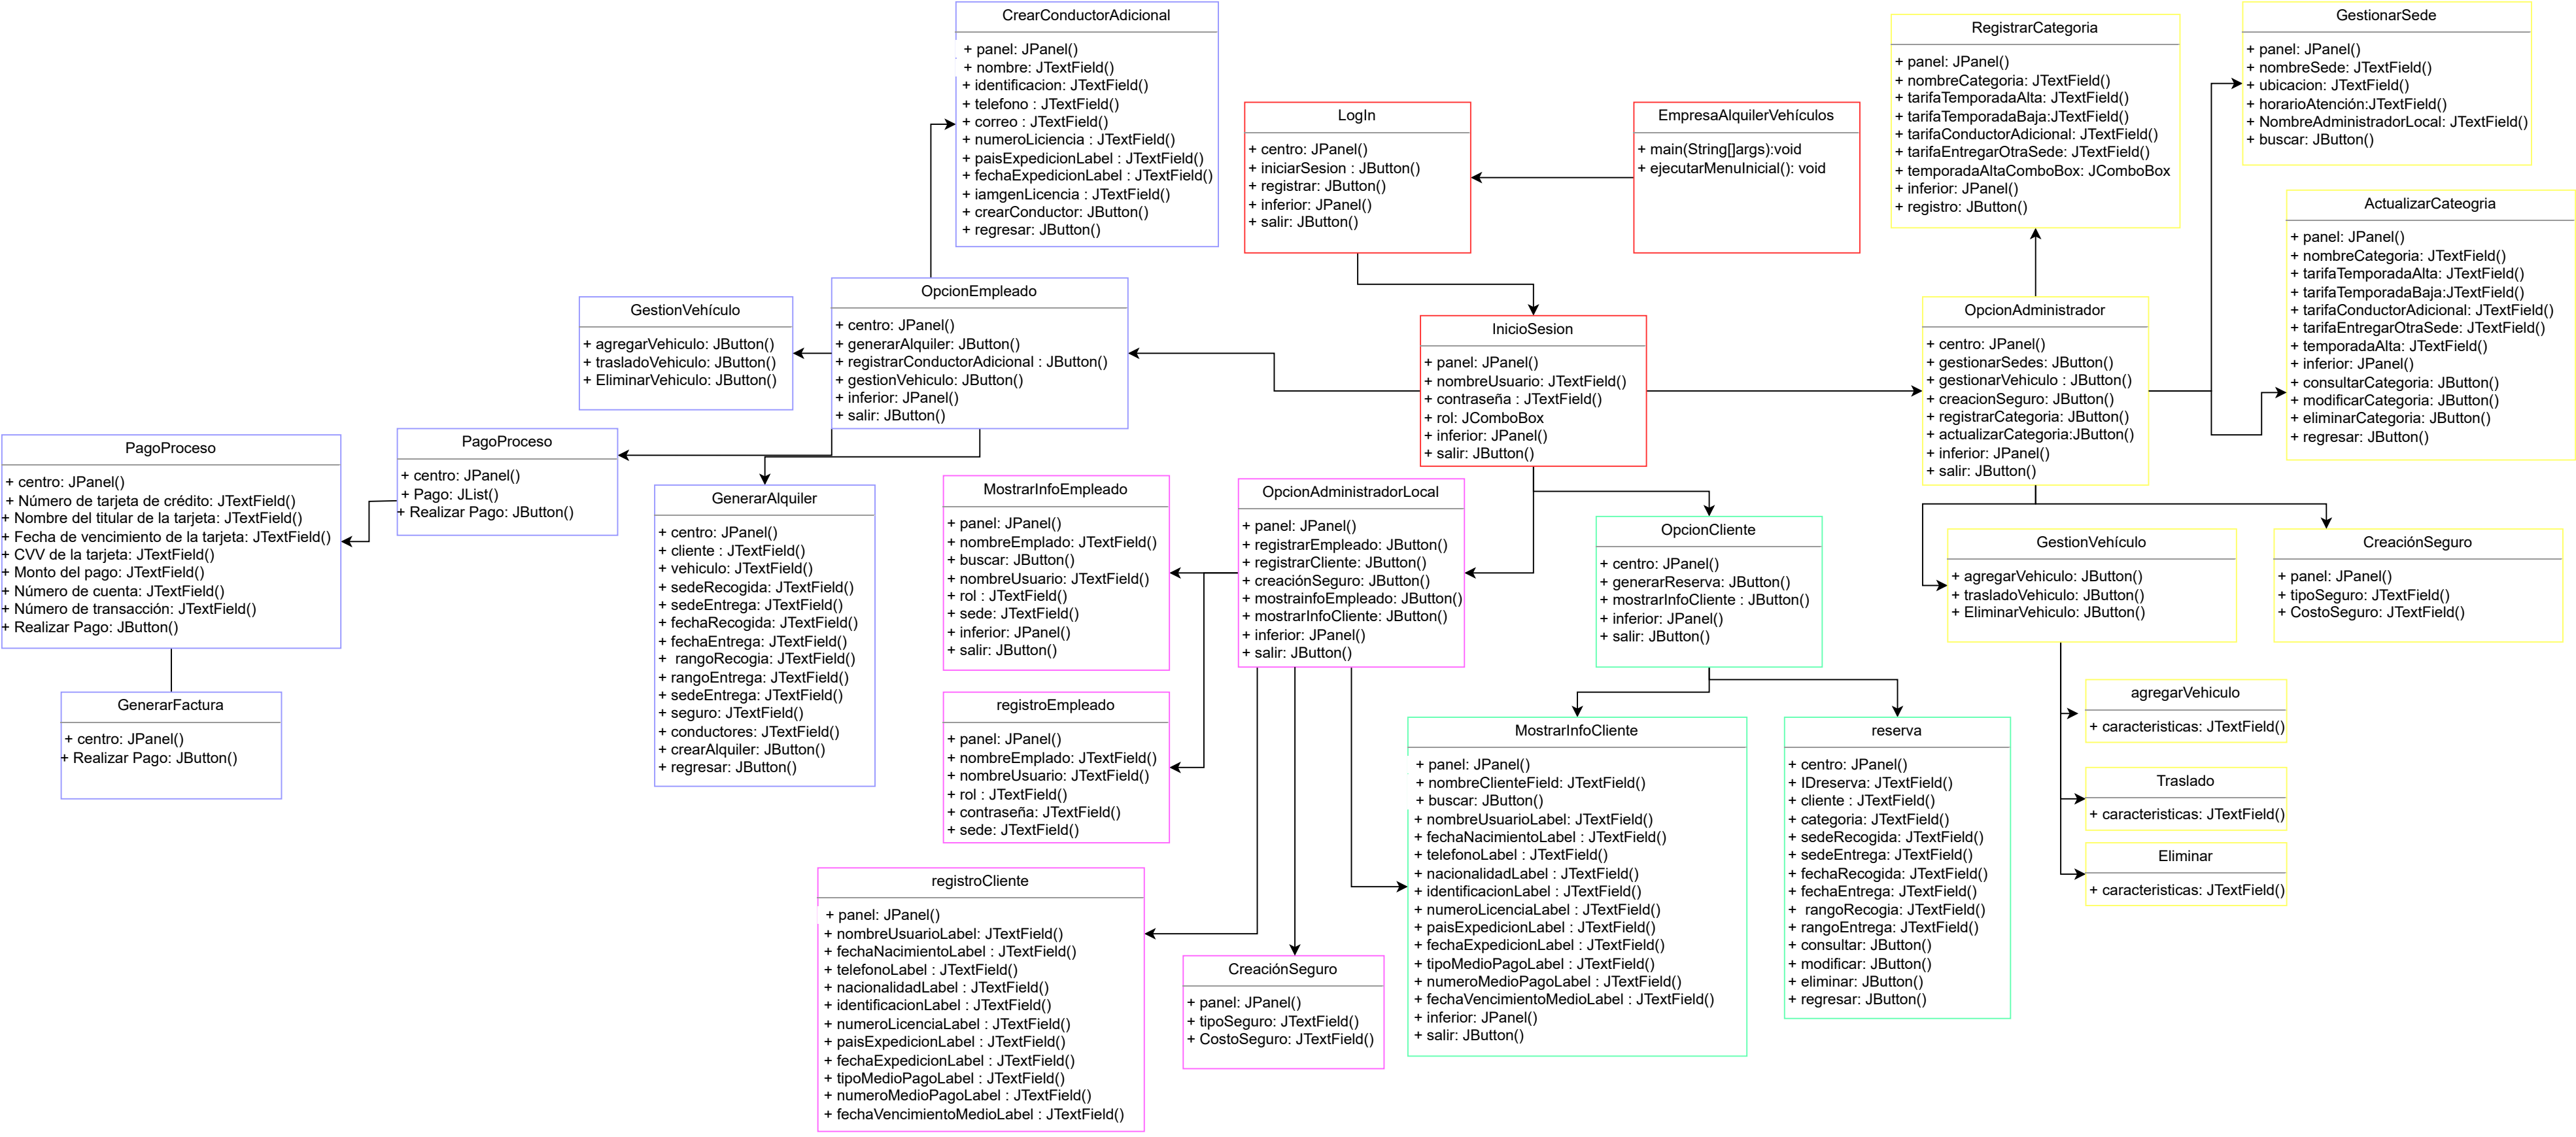 CrearConductorAdicional
+ panel: JPanel()
+ nombre: JTextField()
+ identificacion: JTextField()
+ telefono : JTextField()
+ correo : JTextField()
+ numeroLiciencia : JTextField()
+ paisExpedicionLabel : JTextField()
+ fechaExpedicionLabel : JTextField()
+ iamgenLicencia : JTextField()
+ crearConductor: JButton()
+ regresar: JButton()
LogIn
+ centro: JPanel()
+ iniciarSesion : JButton()
+ registrar: JButton()
+ inferior: JPanel()
+ salir: JButton()
EmpresaAlquilerVehículos
+ main(String[]args):void
+ ejecutarMenuInicial(): void
RegistrarCategoria
+ panel: JPanel()
+ nombreCategoria: JTextField()
+ tarifaTemporadaAlta: JTextField()
+ tarifaTemporadaBaja:JTextField()
+ tarifaConductorAdicional: JTextField()
+ tarifaEntregarOtraSede: JTextField()
+ temporadaAltaComboBox: JComboBox
+ inferior: JPanel()
+ registro: JButton()
GestionarSede
+ panel: JPanel()
+ nombreSede: JTextField()
+ ubicacion: JTextField()
+ horarioAtención:JTextField()
+ NombreAdministradorLocal: JTextField()
+ buscar: JButton()
ActualizarCateogria
+ panel: JPanel()
+ nombreCategoria: JTextField()
+ tarifaTemporadaAlta: JTextField()
+ tarifaTemporadaBaja:JTextField()
+ tarifaConductorAdicional: JTextField()
+ tarifaEntregarOtraSede: JTextField()
+ temporadaAlta: JTextField()
+ inferior: JPanel()
+ consultarCategoria: JButton()
+ modificarCategoria: JButton()
+ eliminarCategoria: JButton()
+ regresar: JButton()
GestionVehículo
+ agregarVehiculo: JButton()
+ trasladoVehiculo: JButton()
+ EliminarVehiculo: JButton()
OpcionEmpleado
+ centro: JPanel()
+ generarAlquiler: JButton()
+ registrarConductorAdicional : JButton()
+ gestionVehiculo: JButton()
+ inferior: JPanel()
+ salir: JButton()
InicioSesion
+ panel: JPanel()
+ nombreUsuario: JTextField()
+ contraseña : JTextField()
+ rol: JComboBox
+ inferior: JPanel()
+ salir: JButton()
OpcionAdministrador
+ centro: JPanel()
+ gestionarSedes: JButton()
+ gestionarVehiculo : JButton()
+ creacionSeguro: JButton()
+ registrarCategoria: JButton()
+ actualizarCategoria:JButton()
+ inferior: JPanel()
+ salir: JButton()
PagoProceso
+ centro: JPanel()
+ Número de tarjeta de crédito: JTextField()
+ Nombre del titular de la tarjeta: JTextField()
+ Fecha de vencimiento de la tarjeta: JTextField()
+ CVV de la tarjeta: JTextField()
+ Monto del pago: JTextField()
+ Número de cuenta: JTextField()
+ Número de transacción: JTextField()
+ Realizar Pago: JButton()
PagoProceso
+ centro: JPanel()
+ Pago: JList()
+ Realizar Pago: JButton()
GenerarAlquiler
+ centro: JPanel()
+ cliente : JTextField()
+ vehiculo: JTextField()
+ sedeRecogida: JTextField()
+ sedeEntrega: JTextField()
+ fechaRecogida: JTextField()
+ fechaEntrega: JTextField()
+ rangoRecogia: JTextField()
+ rangoEntrega: JTextField()
+ sedeEntrega: JTextField()
+ seguro: JTextField()
+ conductores: JTextField()
+ crearAlquiler: JButton()
+ regresar: JButton()
MostrarInfoEmpleado
+ panel: JPanel()
+ nombreEmplado: JTextField()
+ buscar: JButton()
+ nombreUsuario: JTextField()
+ rol : JTextField()
+ sede: JTextField()
+ inferior: JPanel()
+ salir: JButton()
OpcionAdministradorLocal
+ panel: JPanel()
+ registrarEmpleado: JButton()
+ registrarCliente: JButton()
+ creaciónSeguro: JButton()
+ mostrainfoEmpleado: JButton()
+ mostrarInfoCliente: JButton()
+ inferior: JPanel()
+ salir: JButton()
OpcionCliente
+ centro: JPanel()
+ generarReserva: JButton()
+ mostrarInfoCliente : JButton()
+ inferior: JPanel()
+ salir: JButton()
GestionVehículo
+ agregarVehiculo: JButton()
+ trasladoVehiculo: JButton()
+ EliminarVehiculo: JButton()
CreaciónSeguro
+ panel: JPanel()
+ tipoSeguro: JTextField()
+ CostoSeguro: JTextField()
GenerarFactura
+ centro: JPanel()
+ Realizar Pago: JButton()
registroEmpleado
+ panel: JPanel()
+ nombreEmplado: JTextField()
+ nombreUsuario: JTextField()
+ rol : JTextField()
+ contraseña: JTextField()
+ sede: JTextField()
MostrarInfoCliente
+ panel: JPanel()
+ nombreClienteField: JTextField()
+ buscar: JButton()
+ nombreUsuarioLabel: JTextField()
+ fechaNacimientoLabel : JTextField()
+ telefonoLabel : JTextField()
+ nacionalidadLabel : JTextField()
+ identificacionLabel : JTextField()
+ numeroLicenciaLabel : JTextField()
+ paisExpedicionLabel : JTextField()
+ fechaExpedicionLabel : JTextField()
+ tipoMedioPagoLabel : JTextField()
+ numeroMedioPagoLabel : JTextField()
+ fechaVencimientoMedioLabel : JTextField()
+ inferior: JPanel()
+ salir: JButton()
reserva
+ centro: JPanel()
+ IDreserva: JTextField()
+ cliente : JTextField()
+ categoria: JTextField()
+ sedeRecogida: JTextField()
+ sedeEntrega: JTextField()
+ fechaRecogida: JTextField()
+ fechaEntrega: JTextField()
+ rangoRecogia: JTextField()
+ rangoEntrega: JTextField()
+ consultar: JButton()
+ modificar: JButton()
+ eliminar: JButton()
+ regresar: JButton()
agregarVehiculo
+ caracteristicas: JTextField()
Traslado
+ caracteristicas: JTextField()
Eliminar
+ caracteristicas: JTextField()
registroCliente
+ panel: JPanel()
+ nombreUsuarioLabel: JTextField()
+ fechaNacimientoLabel : JTextField()
+ telefonoLabel : JTextField()
+ nacionalidadLabel : JTextField()
+ identificacionLabel : JTextField()
+ numeroLicenciaLabel : JTextField()
+ paisExpedicionLabel : JTextField()
+ fechaExpedicionLabel : JTextField()
+ tipoMedioPagoLabel : JTextField()
+ numeroMedioPagoLabel : JTextField()
+ fechaVencimientoMedioLabel : JTextField()
CreaciónSeguro
+ panel: JPanel()
+ tipoSeguro: JTextField()
+ CostoSeguro: JTextField()